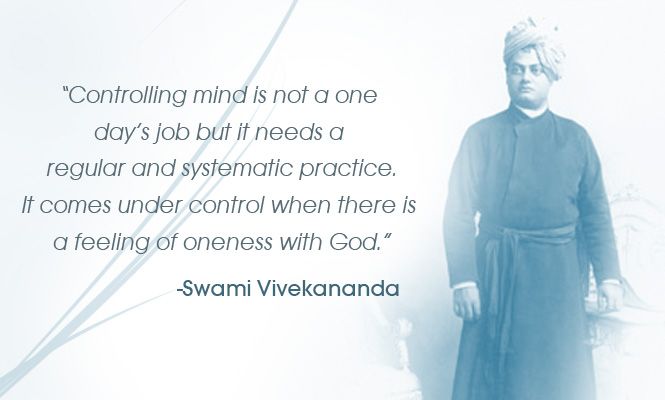 “Controlling mind is not a one
day’s job but it needs a
regular and systematic practice.
It comes under control when there is
a feeling of oneness with God.”
-Swami Vivekananda